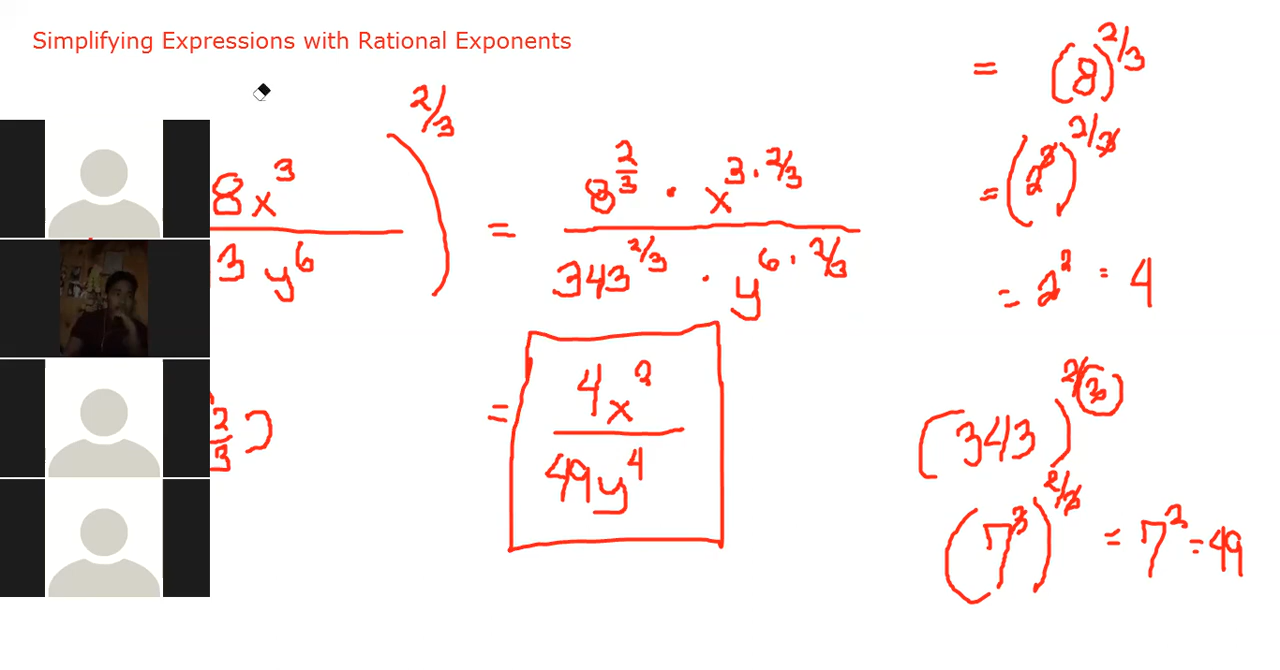 Simplifying Expressions with Rational Exponents
8x^3 / 3 y^6 )^2/3 = 8^2/3 · x^3 · 2/3 / 343^2/3 · y^6 · 2/3
= 4x^2 / 49y^4
2/3 )
= (8)^2/3
= (2^3)^2/3
= 2^2 = 4
(343)^2/3
(7^3)^2/3 = 7^2 = 49